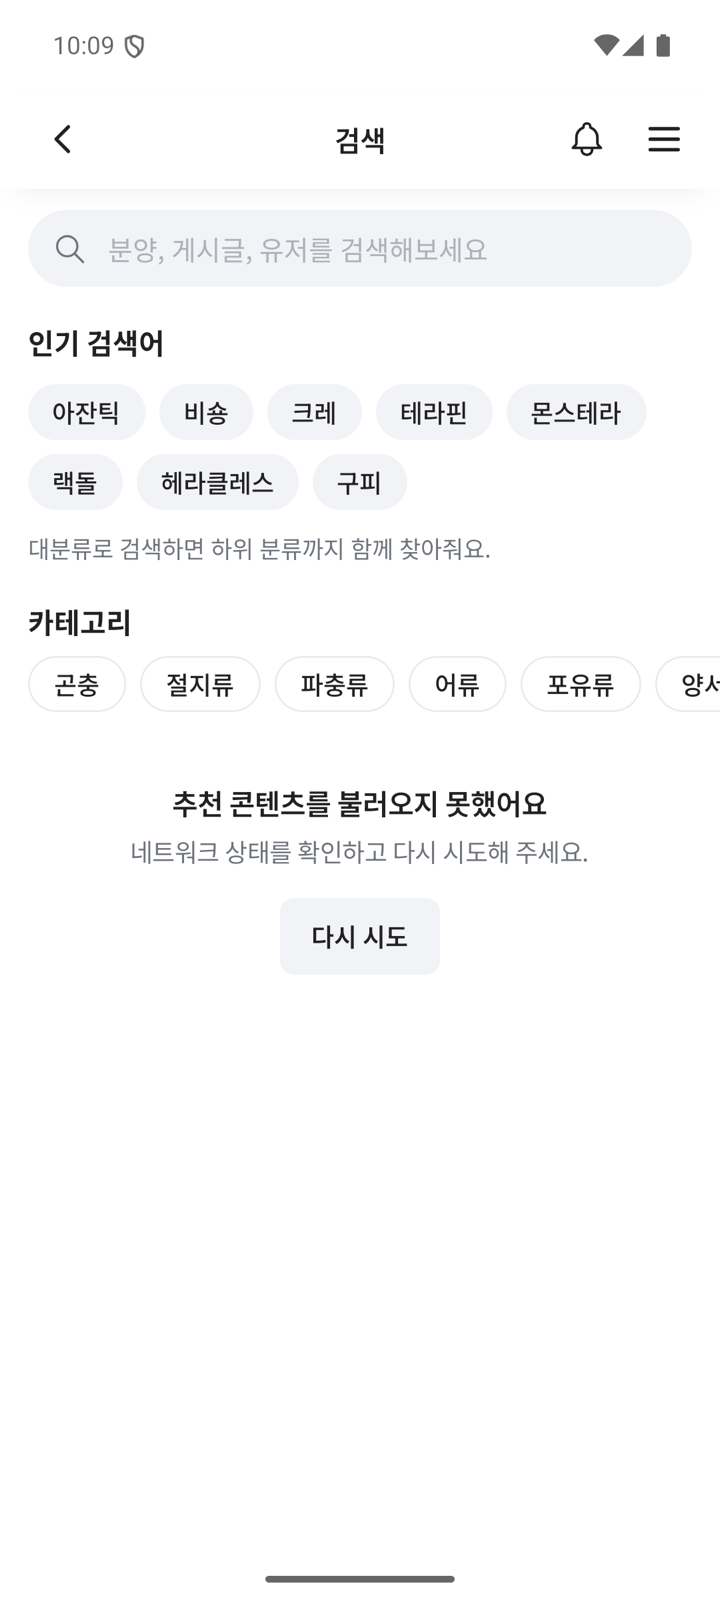 10:09
검색
분양, 게시글, 유저를 검색해보세요
인기 검색어
아잔틱 비숑 크레 테라핀 몬스테라
랙돌 헤라클레스 구피
대분류로 검색하면 하위 분류까지 함께 찾아줘요.
카테고리
곤충 절지류 파충류 어류 포유류
추천 콘텐츠를 불러오지 못했어요
네트워크 상태를 확인하고 다시 시도해 주세요.
다시 시도